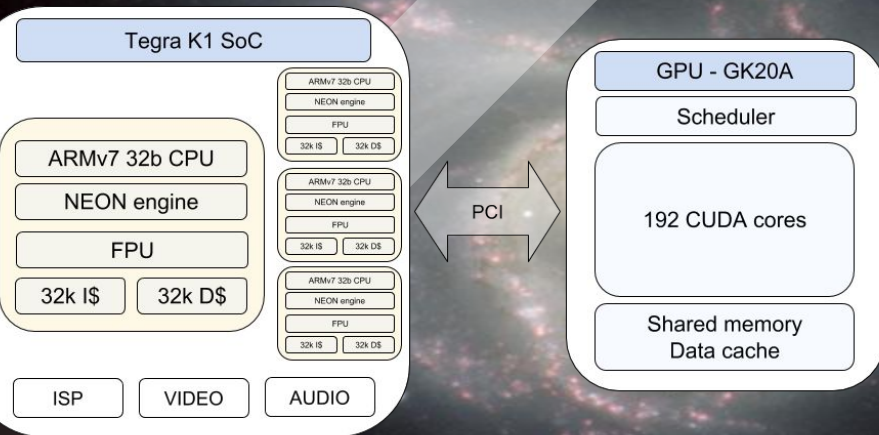 Tegra K1 SoC
ARMv7 32b CPU
NEON engine
FPU
32k I$
32k D$
ARMv7 32b CPU
NEON engine
FPU
32k I$
32k D$
ARMv7 32b CPU
NEON engine
FPU
32k I$
32k D$
ARMv7 32b CPU
NEON engine
FPU
32k I$
32k D$
ISP
VIDEO
AUDIO
PCI
GPU - GK20A
Scheduler
192 CUDA cores
Shared memory
Data cache